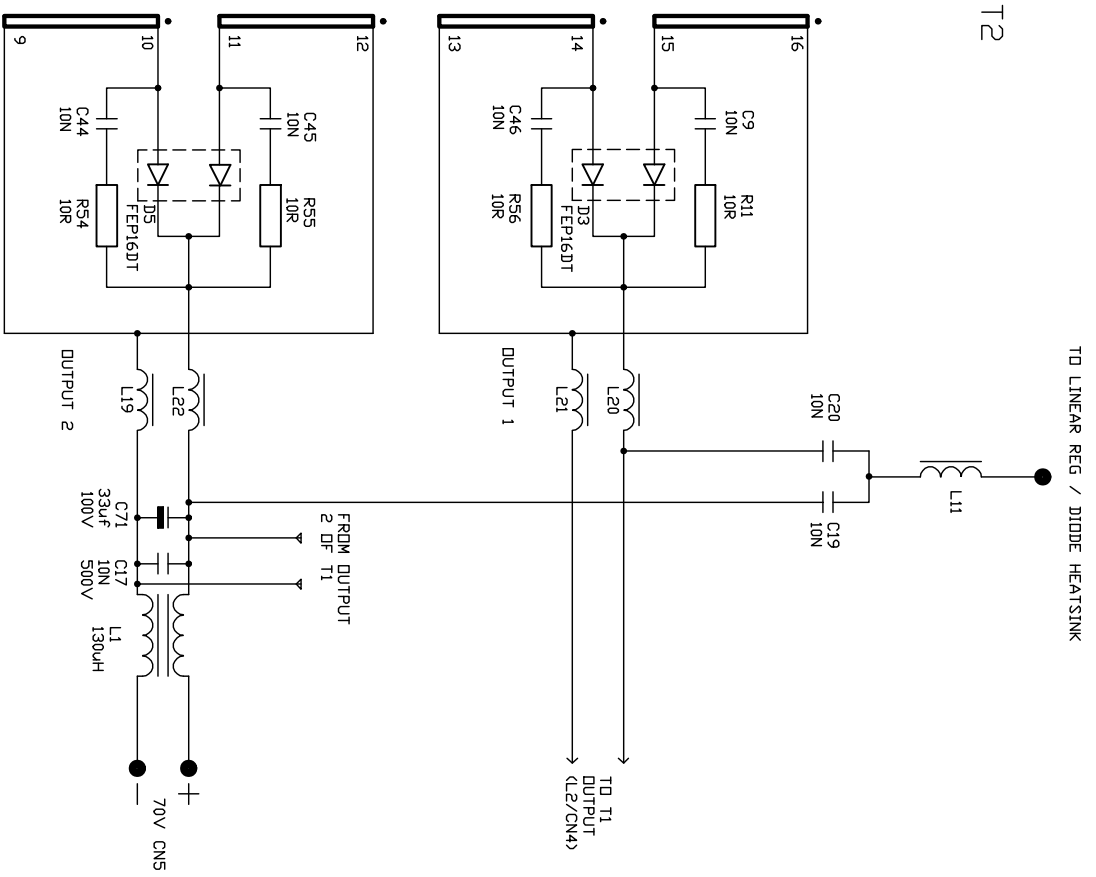 T2
TO LINEAR REG / DIODE HEATSINK
16
15
14
13
12
11
10
9
C9
10N
R11
10R
C46
10N
R56
10R
D3
FEP16DT
C45
10N
R55
10R
C44
10N
R54
10R
D5
FEP16DT
OUTPUT 1
L20
L21
C20
10N
C19
10N
L11
OUTPUT 2
L22
L19
C71
33uf
100V
C17
10N
500V
FROM OUTPUT
2 OF T1
L1
130uH
TO T1
OUTPUT
(L2/CN4)
+
-
70V CN5